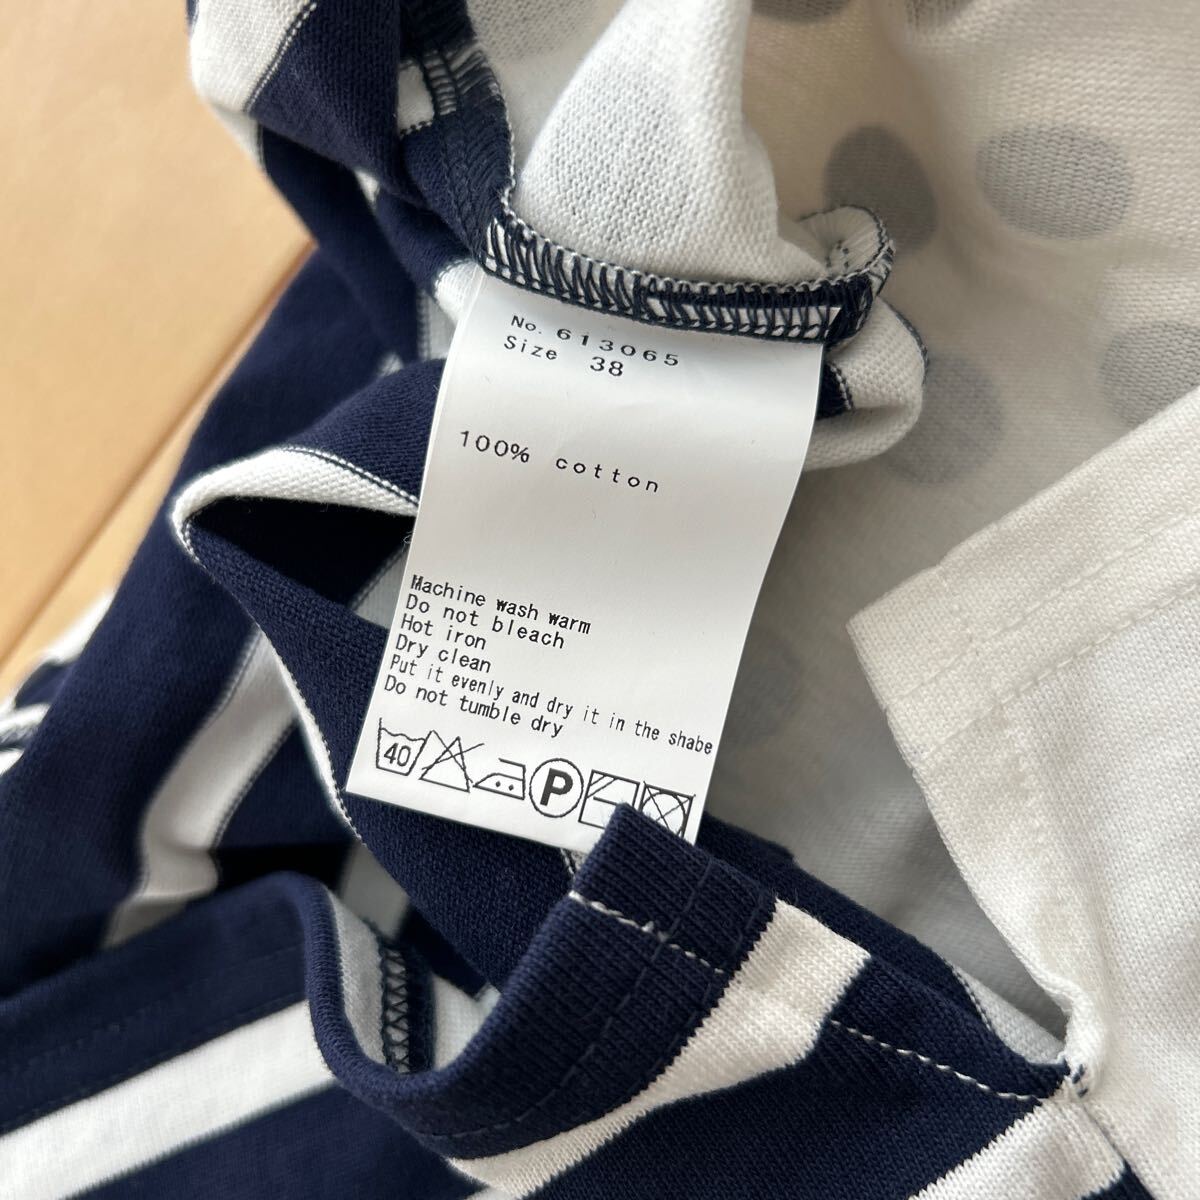 No. 613065
Size 38
100% cotton
Machine wash warm
Do not bleach
Hot iron
Dry clean
Put it evenly and dry it in the shabe
Do not tumble dry
40 P